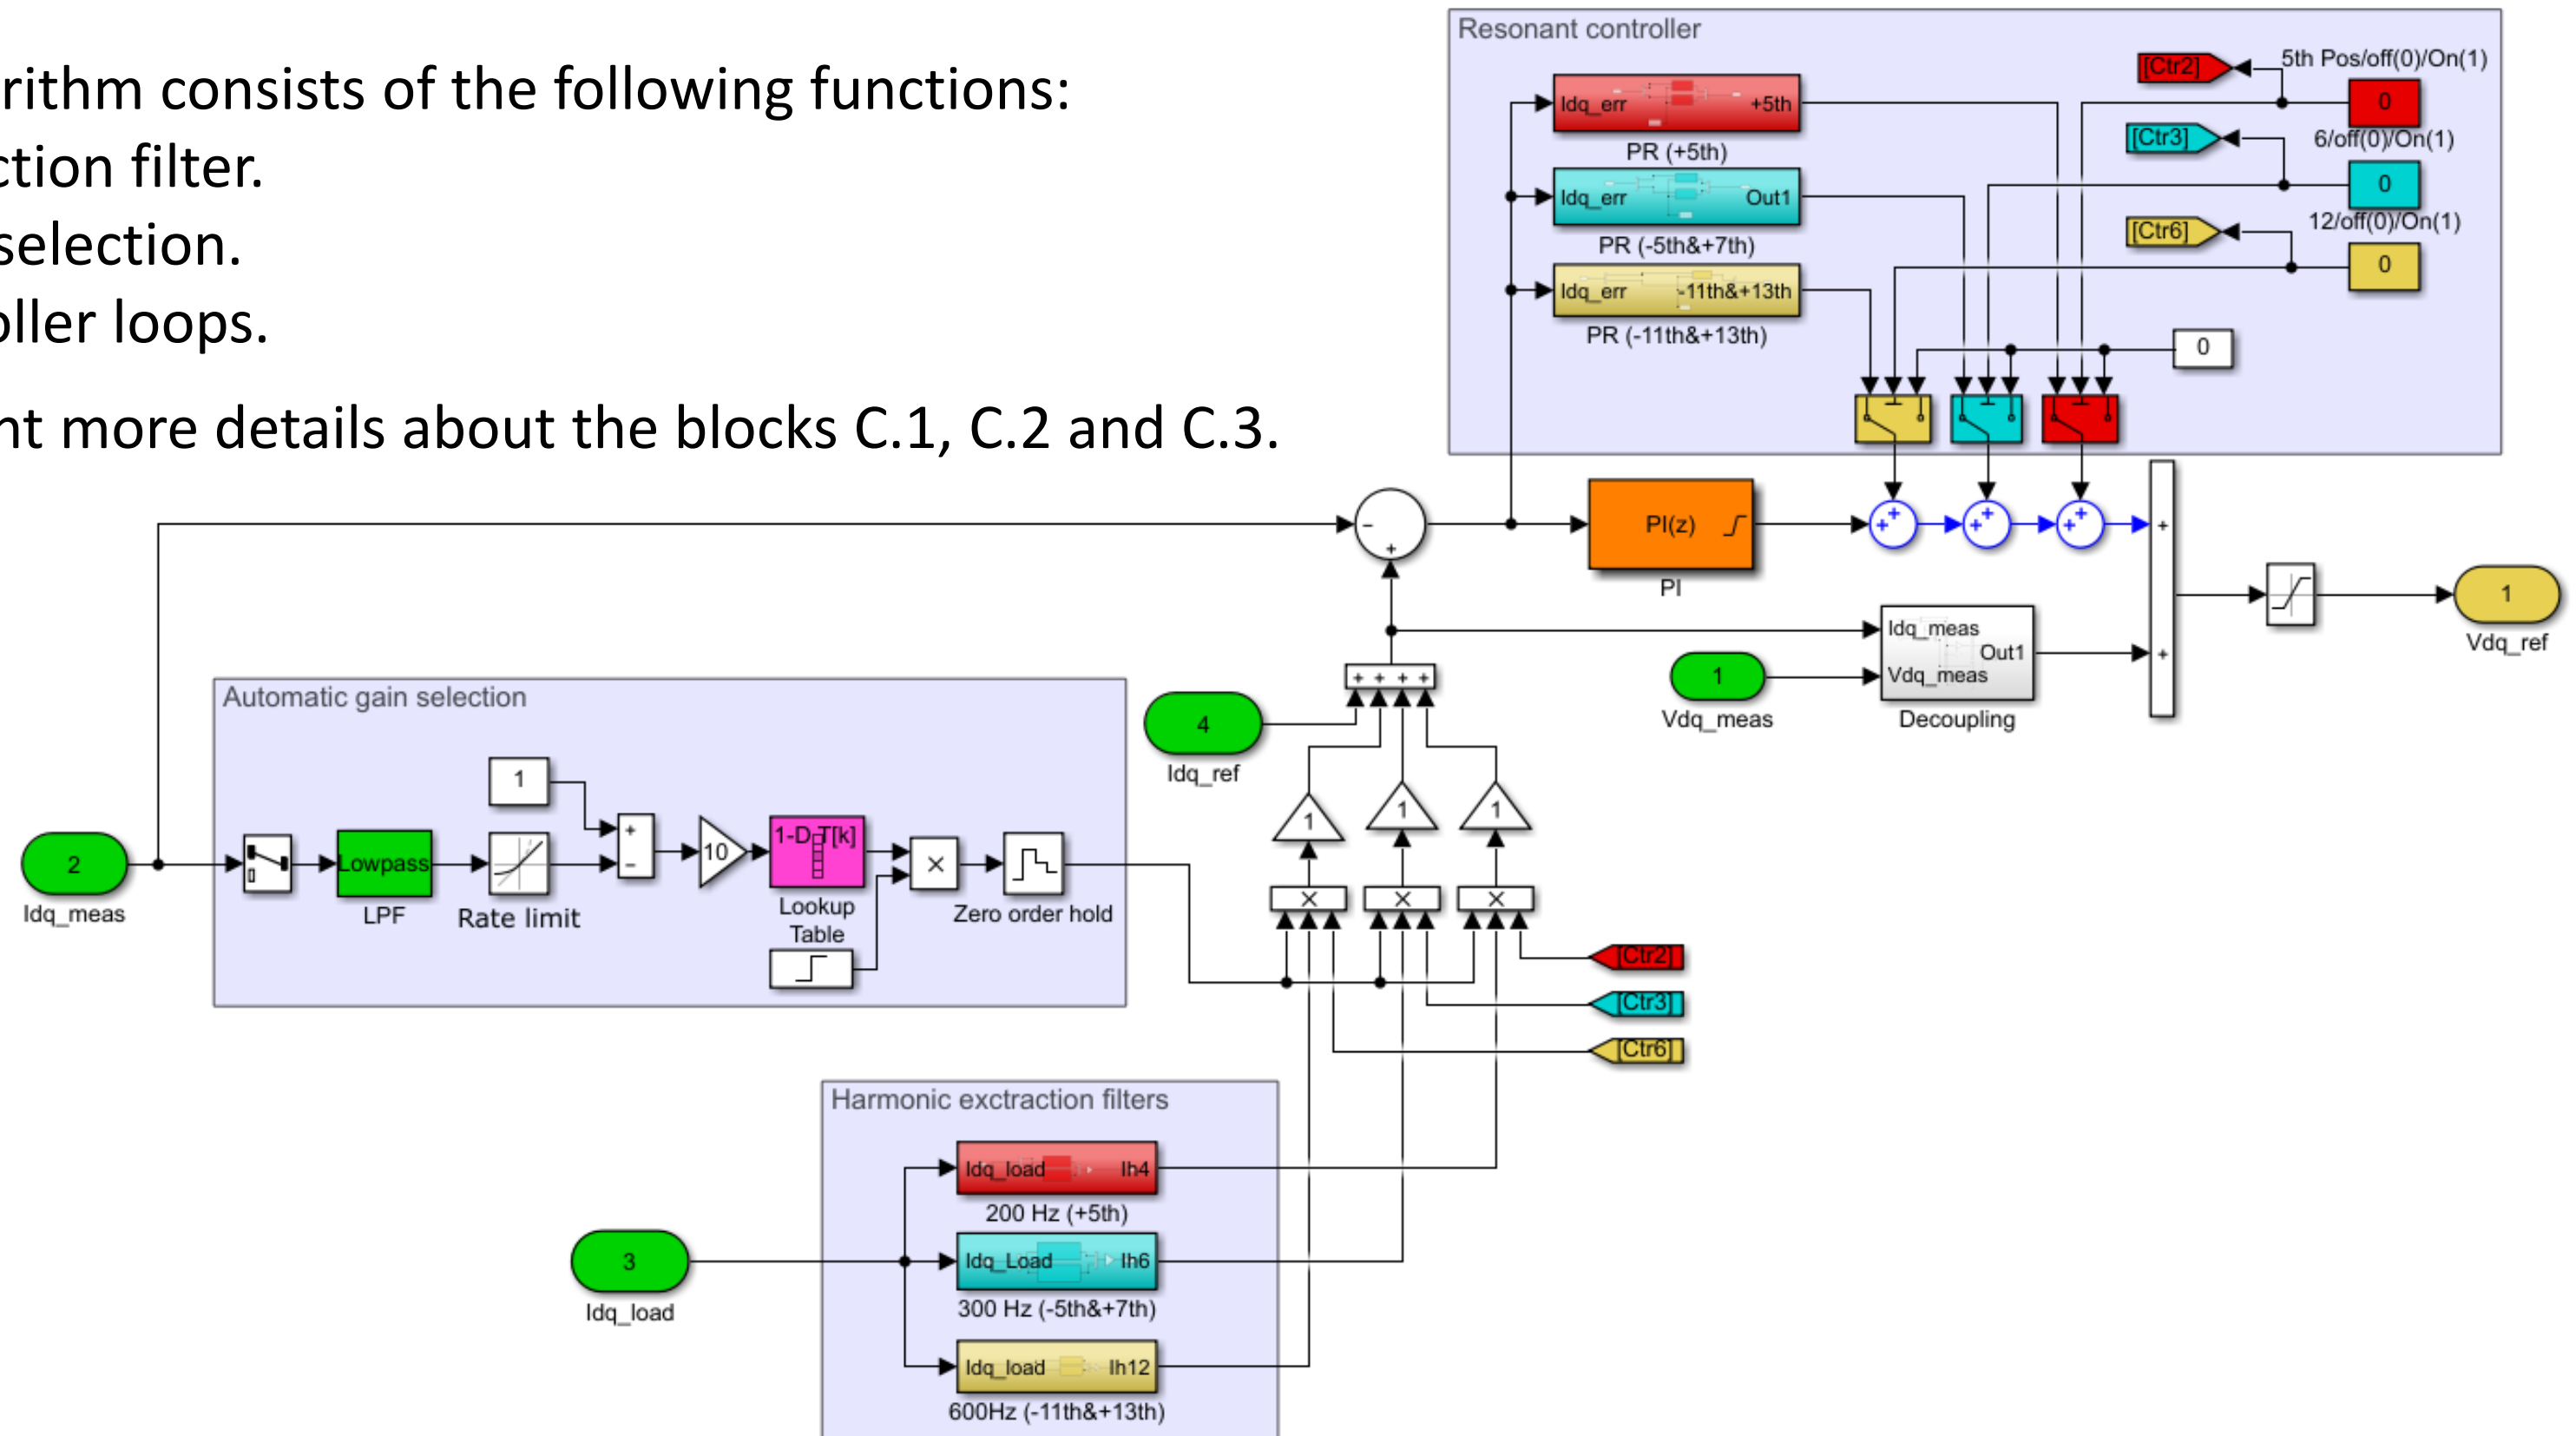 rithm consists of the following functions:
ction filter.
selection.
oller loops.
nt more details about the blocks C.1, C.2 and C.3.
Resonant controller
Idq_err +5th
PR (+5th)
Idq_err Out1
PR (-5th&+7th)
Idq_err -11th&+13th
PR (-11th&+13th)
[Ctr2]
5th Pos/off(0)/On(1)
0
[Ctr3]
6/off(0)/On(1)
0
[Ctr6]
12/off(0)/On(1)
0
0
PI(z)
PI
Idq_meas
Vdq_meas
Out1
Decoupling
1
Vdq_meas
1
Vdq_ref
Automatic gain selection
2
Idq_meas
Lowpass
LPF
1
Rate limit
10
1-D T[k]
Lookup
Table
×
Zero order hold
4
Idq_ref
1
1
1
×
×
×
[Ctr2]
[Ctr3]
[Ctr6]
Harmonic exctraction filters
3
Idq_load
Idq_load Ih4
200 Hz (+5th)
Idq_Load Ih6
300 Hz (-5th&+7th)
Idq_load Ih12
600Hz (-11th&+13th)